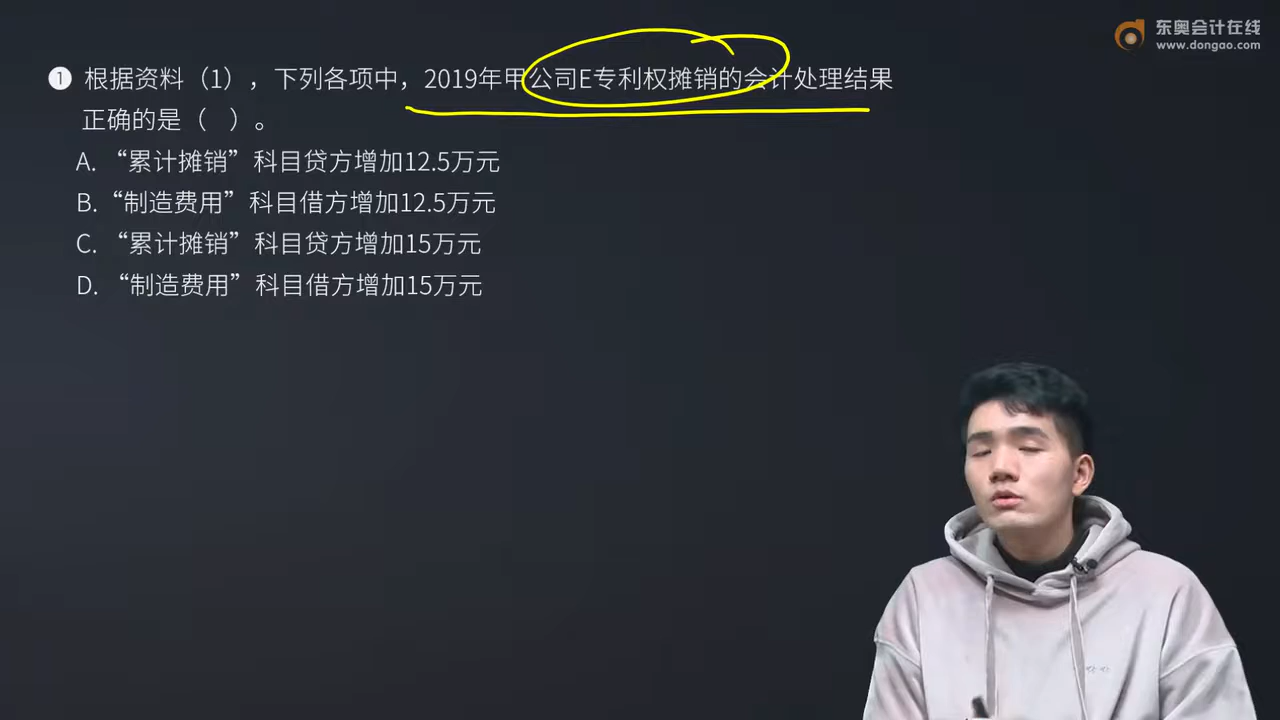 东奥会计在线
www.dongao.com
1 根据资料（1），下列各项中，2019年甲公司E专利权摊销的会计处理结果
正确的是（ ）。
A. “累计摊销”科目贷方增加12.5万元
B.“制造费用”科目借方增加12.5万元
C. “累计摊销”科目贷方增加15万元
D. “制造费用”科目借方增加15万元